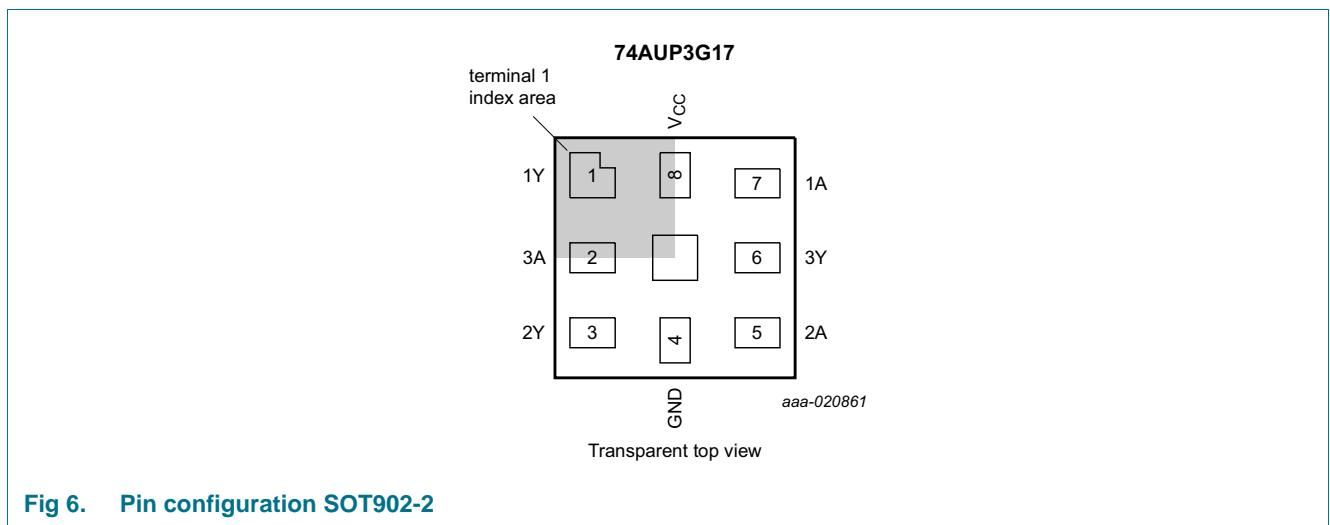 74AUP3G17
terminal 1
index area
VCC
1Y 1 8 7 1A
3A 2 6 3Y
2Y 3 4 5 2A
GND
aaa-020861
Transparent top view
Fig 6. Pin configuration SOT902-2